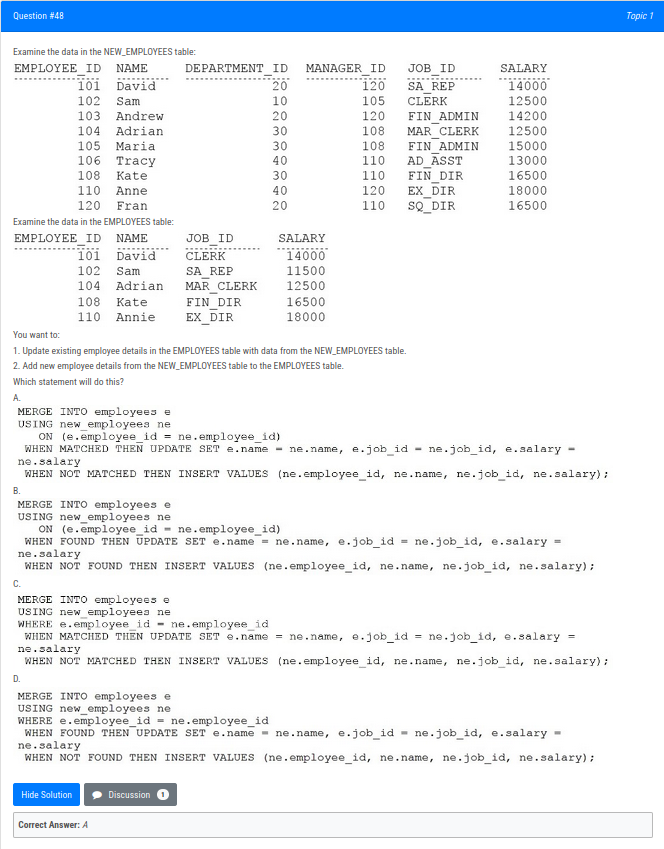 Question #48 Topic 1
Examine the data in the NEW_EMPLOYEES table:
EMPLOYEE_ID NAME DEPARTMENT_ID MANAGER_ID JOB_ID SALARY
----------- -------- ------------- ---------- -------- --------
101 David 20 120 SA_REP 14000
102 Sam 10 105 CLERK 12500
103 Andrew 20 120 FIN_ADMIN 14200
104 Adrian 30 108 MAR_CLERK 12500
105 Maria 30 108 FIN_ADMIN 15000
106 Tracy 40 110 AD_ASST 13000
108 Kate 30 110 FIN_DIR 16500
110 Anne 40 120 EX_DIR 18000
120 Fran 20 110 SQ_DIR 16500
Examine the data in the EMPLOYEES table:
EMPLOYEE_ID NAME JOB_ID SALARY
----------- -------- -------- --------
101 David CLERK 14000
102 Sam SA_REP 11500
104 Adrian MAR_CLERK 12500
108 Kate FIN_DIR 16500
110 Annie EX_DIR 18000
You want to:
1. Update existing employee details in the EMPLOYEES table with data from the NEW_EMPLOYEES table.
2. Add new employee details from the NEW_EMPLOYEES table to the EMPLOYEES table.
Which statement will do this?
A.
MERGE INTO employees e
USING new_employees ne
ON (e.employee_id = ne.employee_id)
WHEN MATCHED THEN UPDATE SET e.name = ne.name, e.job_id = ne.job_id, e.salary =
ne.salary
WHEN NOT MATCHED THEN INSERT VALUES (ne.employee_id, ne.name, ne.job_id, ne.salary);
B.
MERGE INTO employees e
USING new_employees ne
ON (e.employee_id = ne.employee_id)
WHEN FOUND THEN UPDATE SET e.name = ne.name, e.job_id = ne.job_id, e.salary =
ne.salary
WHEN NOT FOUND THEN INSERT VALUES (ne.employee_id, ne.name, ne.job_id, ne.salary);
C.
MERGE INTO employees e
USING new_employees ne
WHERE e.employee_id = ne.employee_id
WHEN MATCHED THEN UPDATE SET e.name = ne.name, e.job_id = ne.job_id, e.salary =
ne.salary
WHEN NOT MATCHED THEN INSERT VALUES (ne.employee_id, ne.name, ne.job_id, ne.salary);
D.
MERGE INTO employees e
USING new_employees ne
WHERE e.employee_id = ne.employee_id
WHEN FOUND THEN UPDATE SET e.name = ne.name, e.job_id = ne.job_id, e.salary =
ne.salary
WHEN NOT FOUND THEN INSERT VALUES (ne.employee_id, ne.name, ne.job_id, ne.salary);
Hide Solution Discussion 1
Correct Answer: A